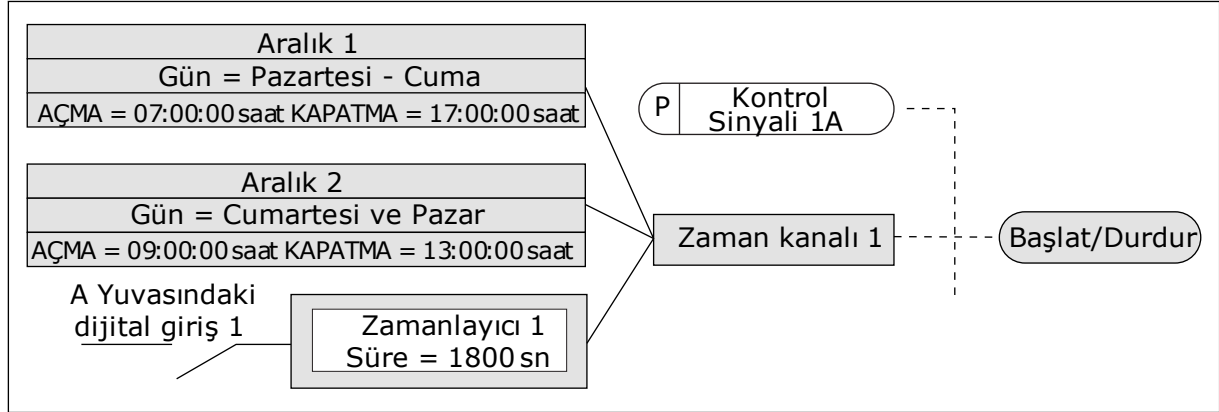 Aralık 1
Gün = Pazartesi - Cuma
AÇMA = 07:00:00 saat KAPATMA = 17:00:00 saat
Aralık 2
Gün = Cumartesi ve Pazar
AÇMA = 09:00:00 saat KAPATMA = 13:00:00 saat
A Yuvasındaki
dijital giriş 1
Zamanlayıcı 1
Süre = 1800 sn
P
Kontrol
Sinyali 1A
Zaman kanalı 1
Başlat/Durdur